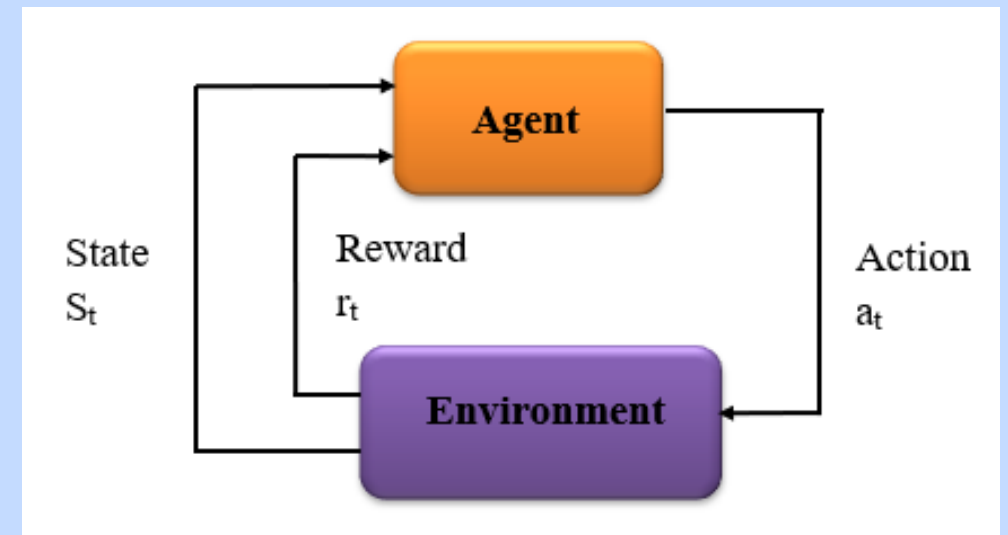 Agent
State
Sₜ
Reward
rₜ
Action
aₜ
Environment